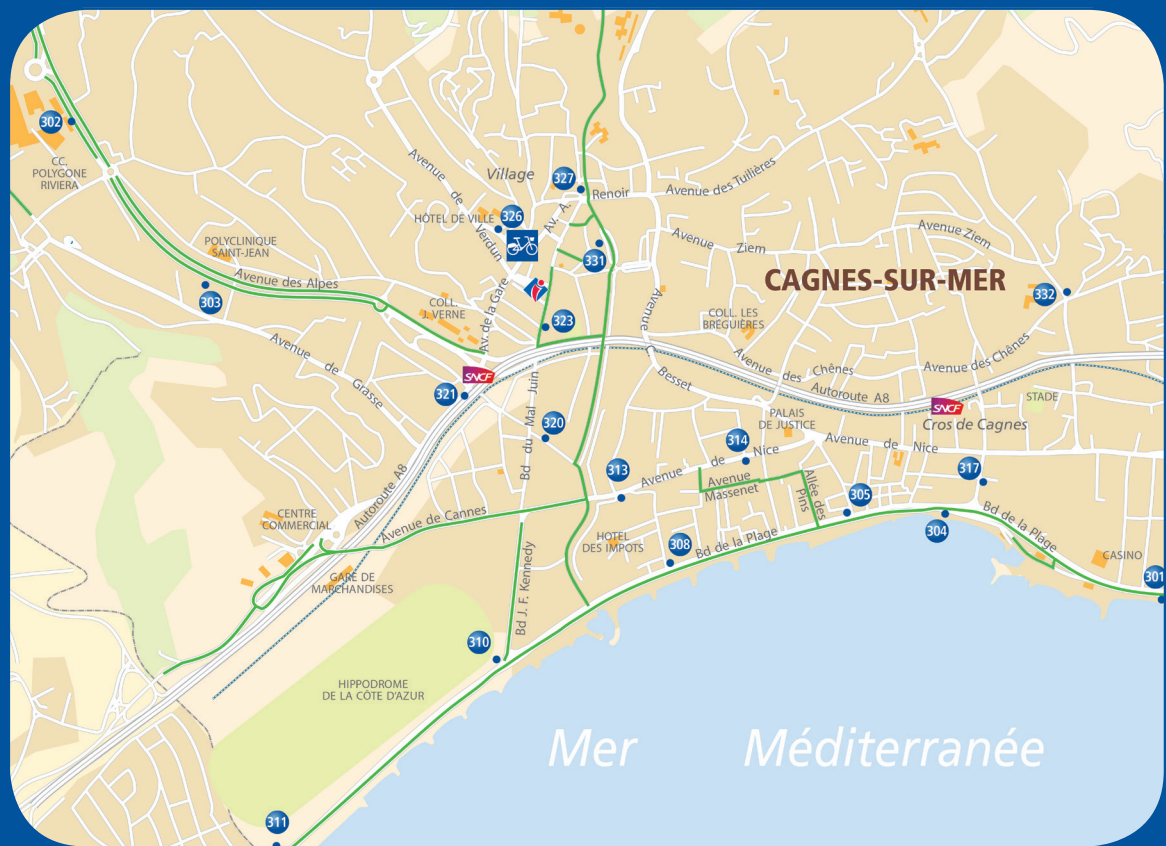 302
CC.
POLYGONE
RIVIERA
POLYCLINIQUE
SAINT-JEAN
Avenue des Alpes
303
Avenue de Grasse
Avenue de Verdun
Village
327
HÔTEL DE VILLE
326
Av. A. Renoir
Avenue des Tuilières
331
Avenue Ziem
Avenue Ziem
CAGNES-SUR-MER
332
COLL.
J. VERNE
Av. de la Gare
323
Avenue C. Besset
COLL. LES
BRÉGUIÈRES
Avenue des Chênes
Avenue des Chênes
Autoroute A8
SNCF
321
SNCF
Cros de Cagnes
STADE
PALAIS
DE JUSTICE
Bd du Mal Juin
320
313
314
Avenue de Nice
Avenue de Nice
317
Avenue
Massenet
Allée des
Pins
305
304
Bd de la Plage
Autoroute A8
CENTRE
COMMERCIAL
Avenue de Cannes
HOTEL
DES IMPOTS
308
Bd de la Plage
CASINO
301
GARE DE
MARCHANDISES
Bd J. F. Kennedy
310
HIPPODROME
DE LA CÔTE D'AZUR
Mer Méditerranée
311